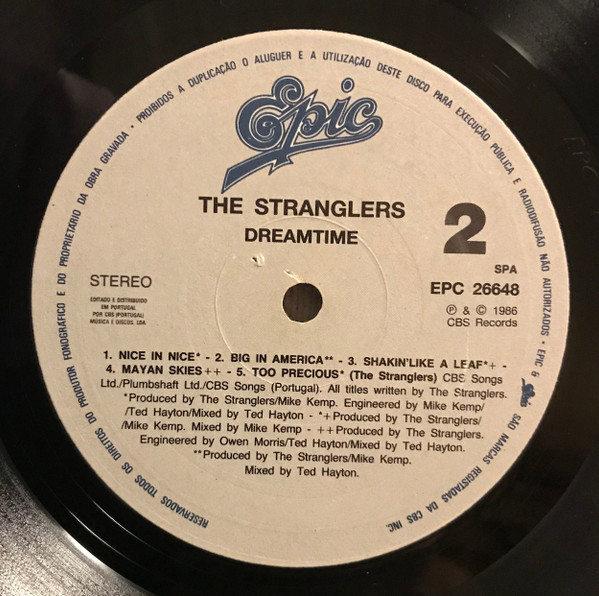 RESERVADOS TODOS OS DIREITOS DO PRODUTOR FONOGRÁFICO E DO PROPRIETÁRIO DA OBRA GRAVADA • PROIBIDOS A DUPLICAÇÃO O ALUGUER E A UTILIZAÇÃO DESTE DISCO PARA EXECUÇÃO PÚBLICA E RADIODIFUSÃO NÃO AUTORIZADOS • EPIC & Epic SÃO MARCAS REGISTADAS DA CBS INC.
Epic
THE STRANGLERS
DREAMTIME
2
SPA
STEREO
EPC 26648
EDITADO E DISTRIBUIDO
EM PORTUGAL
POR CBS (PORTUGAL)
MÚSICA E DISCOS, LDA
℗ & © 1986
CBS Records
1. NICE IN NICE* - 2. BIG IN AMERICA** - 3. SHAKIN'LIKE A LEAF*+ -
4. MAYAN SKIES++ - 5. TOO PRECIOUS* (The Stranglers) CBS Songs
Ltd./Plumbshaft Ltd./CBS Songs (Portugal). All titles written by The Stranglers.
*Produced by The Stranglers/Mike Kemp. Engineered by Mike Kemp/
Ted Hayton/Mixed by Ted Hayton - *+Produced by The Stranglers/
/Mike Kemp. Mixed by Mike Kemp - ++Produced by The Stranglers.
Engineered by Owen Morris/Ted Hayton/Mixed by Ted Hayton.
**Produced by The Stranglers/Mike Kemp.
Mixed by Ted Hayton.